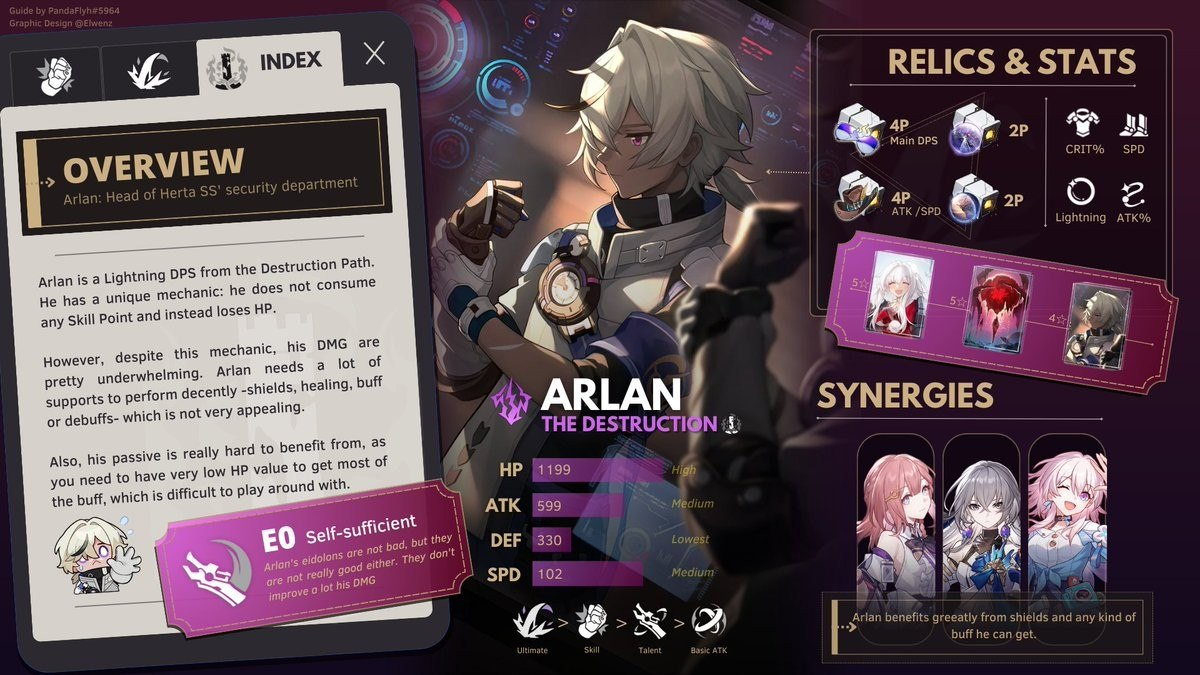 Guide by PandaFlyh#5964
Graphic Design @Elwenz
INDEX
OVERVIEW
Arlan: Head of Herta SS' security department
Arlan is a Lightning DPS from the Destruction Path.
He has a unique mechanic: he does not consume
any Skill Point and instead loses HP.
However, despite this mechanic, his DMG are
pretty underwhelming. Arlan needs a lot of
supports to perform decently -shields, healing, buff
or debuffs- which is not very appealing.
Also, his passive is really hard to benefit from, as
you need to have very low HP value to get most of
the buff, which is difficult to play around with.
E0 Self-sufficient
Arlan's eidolons are not bad, but they
are not really good either. They don't
improve a lot his DMG
ARLAN
THE DESTRUCTION
HP 1199 High
ATK 599 Medium
DEF 330 Lowest
SPD 102 Medium
Ultimate > Skill > Talent > Basic ATK
RELICS & STATS
4P
Main DPS
2P
4P
ATK /SPD
2P
CRIT% SPD
Lightning ATK%
5☆
5☆
4☆
SYNERGIES
Arlan benefits greeatly from shields and any kind of
buff he can get.